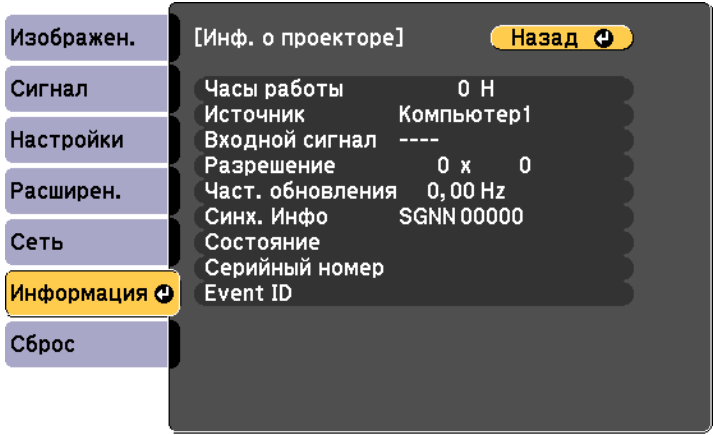 Изображен.
Сигнал
Настройки
Расширен.
Сеть
Информация
Сброс
[Инф. о проекторе] Назад
Часы работы 0 H
Источник Компьютер1
Входной сигнал ----
Разрешение 0 x 0
Част. обновления 0,00 Hz
Синх. Инфо SGNN 00000
Состояние
Серийный номер
Event ID